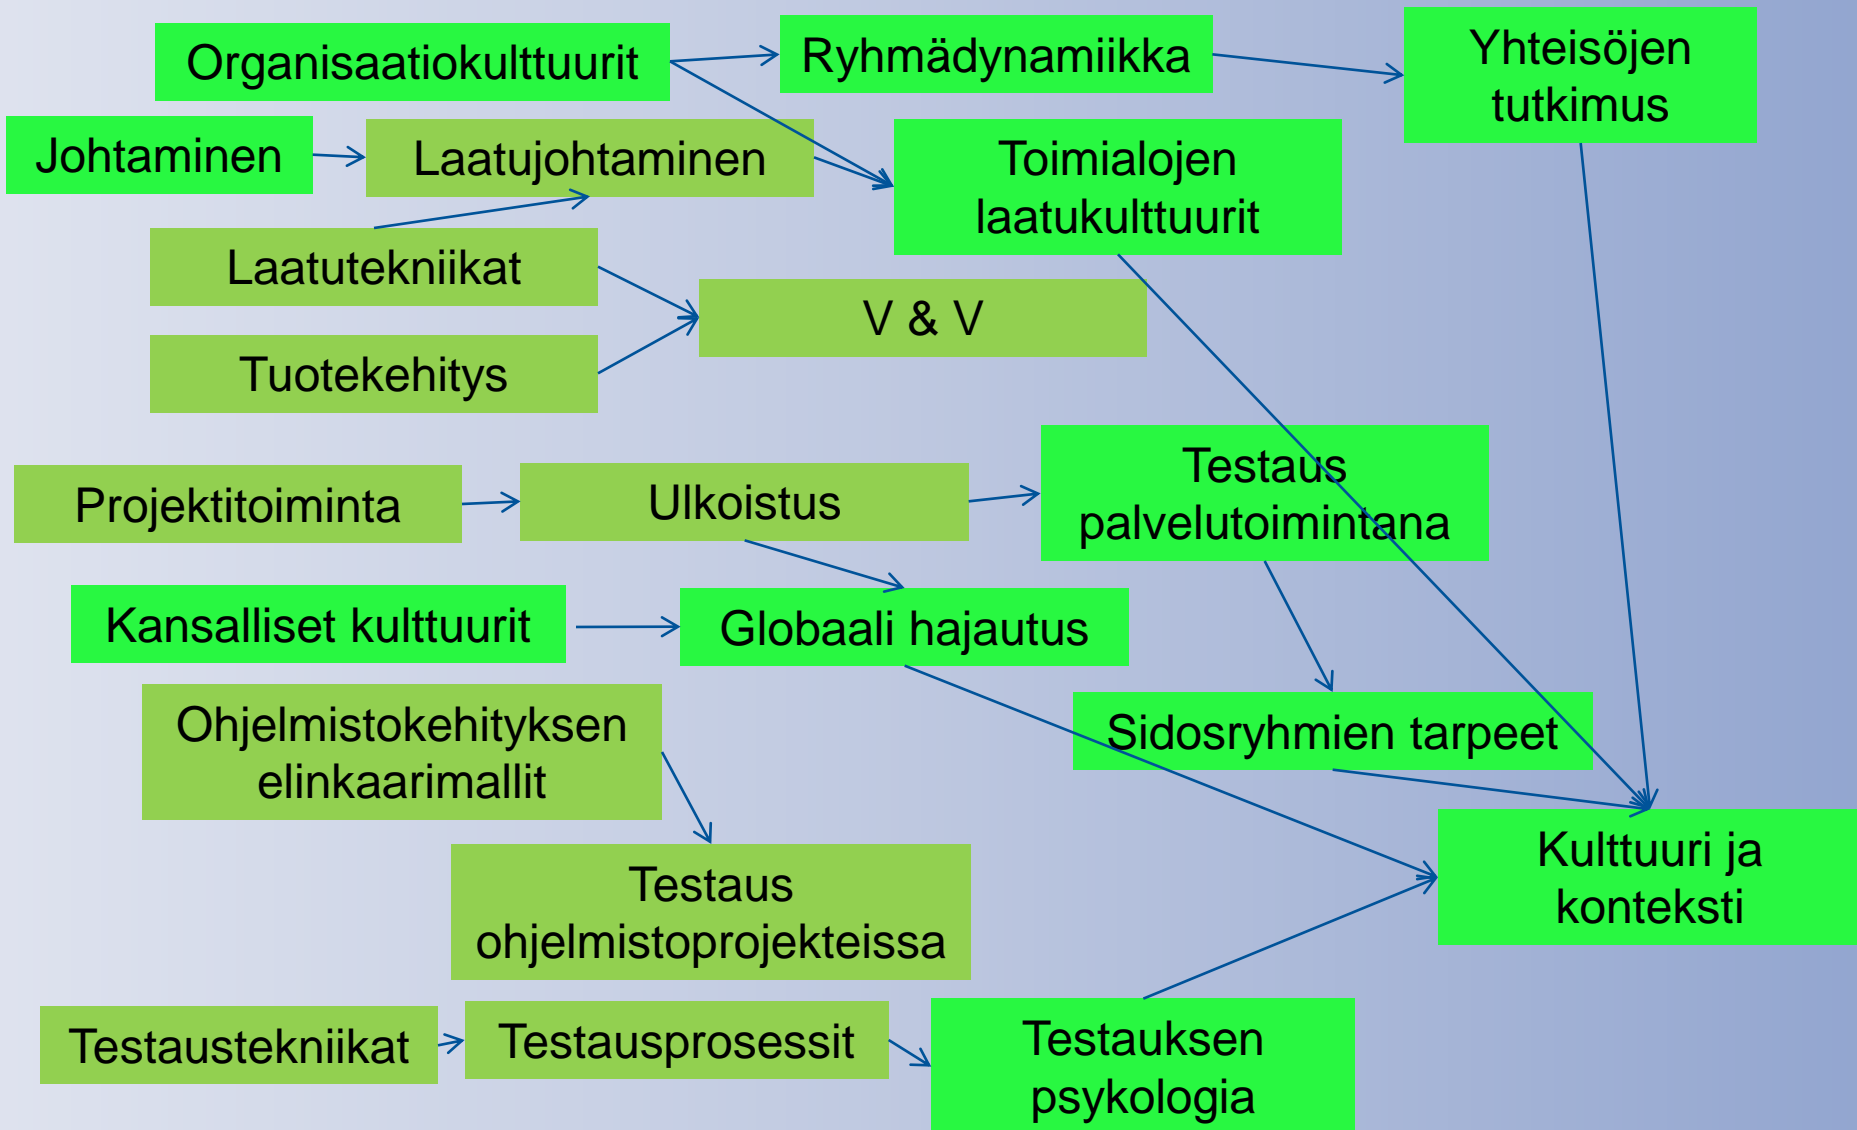 Organisaatiokulttuurit
Ryhmädynamiikka
Yhteisöjen
tutkimus
Johtaminen
Laatujohtaminen
Toimialojen
laatukulttuurit
Laatutekniikat
V & V
Tuotekehitys
Projektitoiminta
Ulkoistus
Testaus
palvelutoimintana
Kansalliset kulttuurit
Globaali hajautus
Ohjelmistokehityksen
elinkaarimallit
Sidosryhmien tarpeet
Testaus
ohjelmistoprojekteissa
Kulttuuri ja
konteksti
Testaustekniikat
Testausprosessit
Testauksen
psykologia